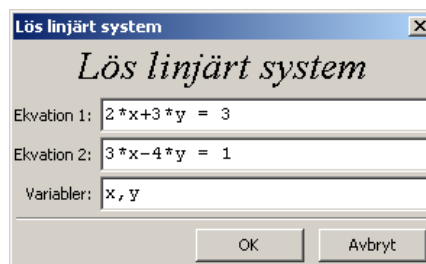 Lös linjärt system
Lös linjärt system
Ekvation 1: 2*x+3*y = 3
Ekvation 2: 3*x-4*y = 1
Variabler: x,y
OK Avbryt